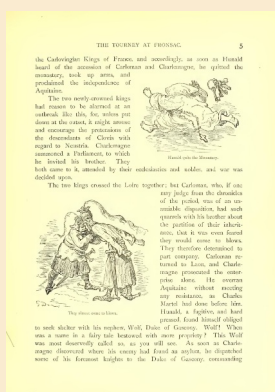 THE TOURNEY AT FRONSAC.
5
the Carlovingian Kings of France, and accordingly, as soon as Hunald
heard of the accession of Carloman and Charlemagne, he quitted the
monastery, took up arms, and
proclaimed the independence of
Aquitaine.
The two newly-crowned kings
had reason to be alarmed at an
outbreak like this, for, unless put
down at the outset, it might arouse
and encourage the pretensions of
the descendants of Clovis with
regard to Neustria. Charlemagne
summoned a Parliament, to which
he invited his brother. They
Hunald quits the Monastery.
both came to it, attended by their ecclesiastics and nobles, and war was
decided upon.
The two kings crossed the Loire together; but Carloman, who, if one
may judge from the chronicles
of the period, was of an un-
amiable disposition, had such
quarrels with his brother about
the partition of their inherit-
ance, that it was even feared
they would come to blows.
They therefore determined to
part company. Carloman re-
turned to Laon, and Charle-
magne prosecuted the enter-
prise alone. He overran
Aquitaine without meeting
any resistance, as Charles
Martel had done before him.
Hunald, a fugitive, and hard
pressed, found himself obliged
They almost come to blows.
to seek shelter with his nephew, Wolf, Duke of Gascony. Wolf! When
was a name in a fairy tale bestowed with more propriety? This Wolf
was most deservedly called so, as you will see. As soon as Charle-
magne discovered where his enemy had found an asylum, he dispatched
some of his foremost knights to the Duke of Gascony, commanding